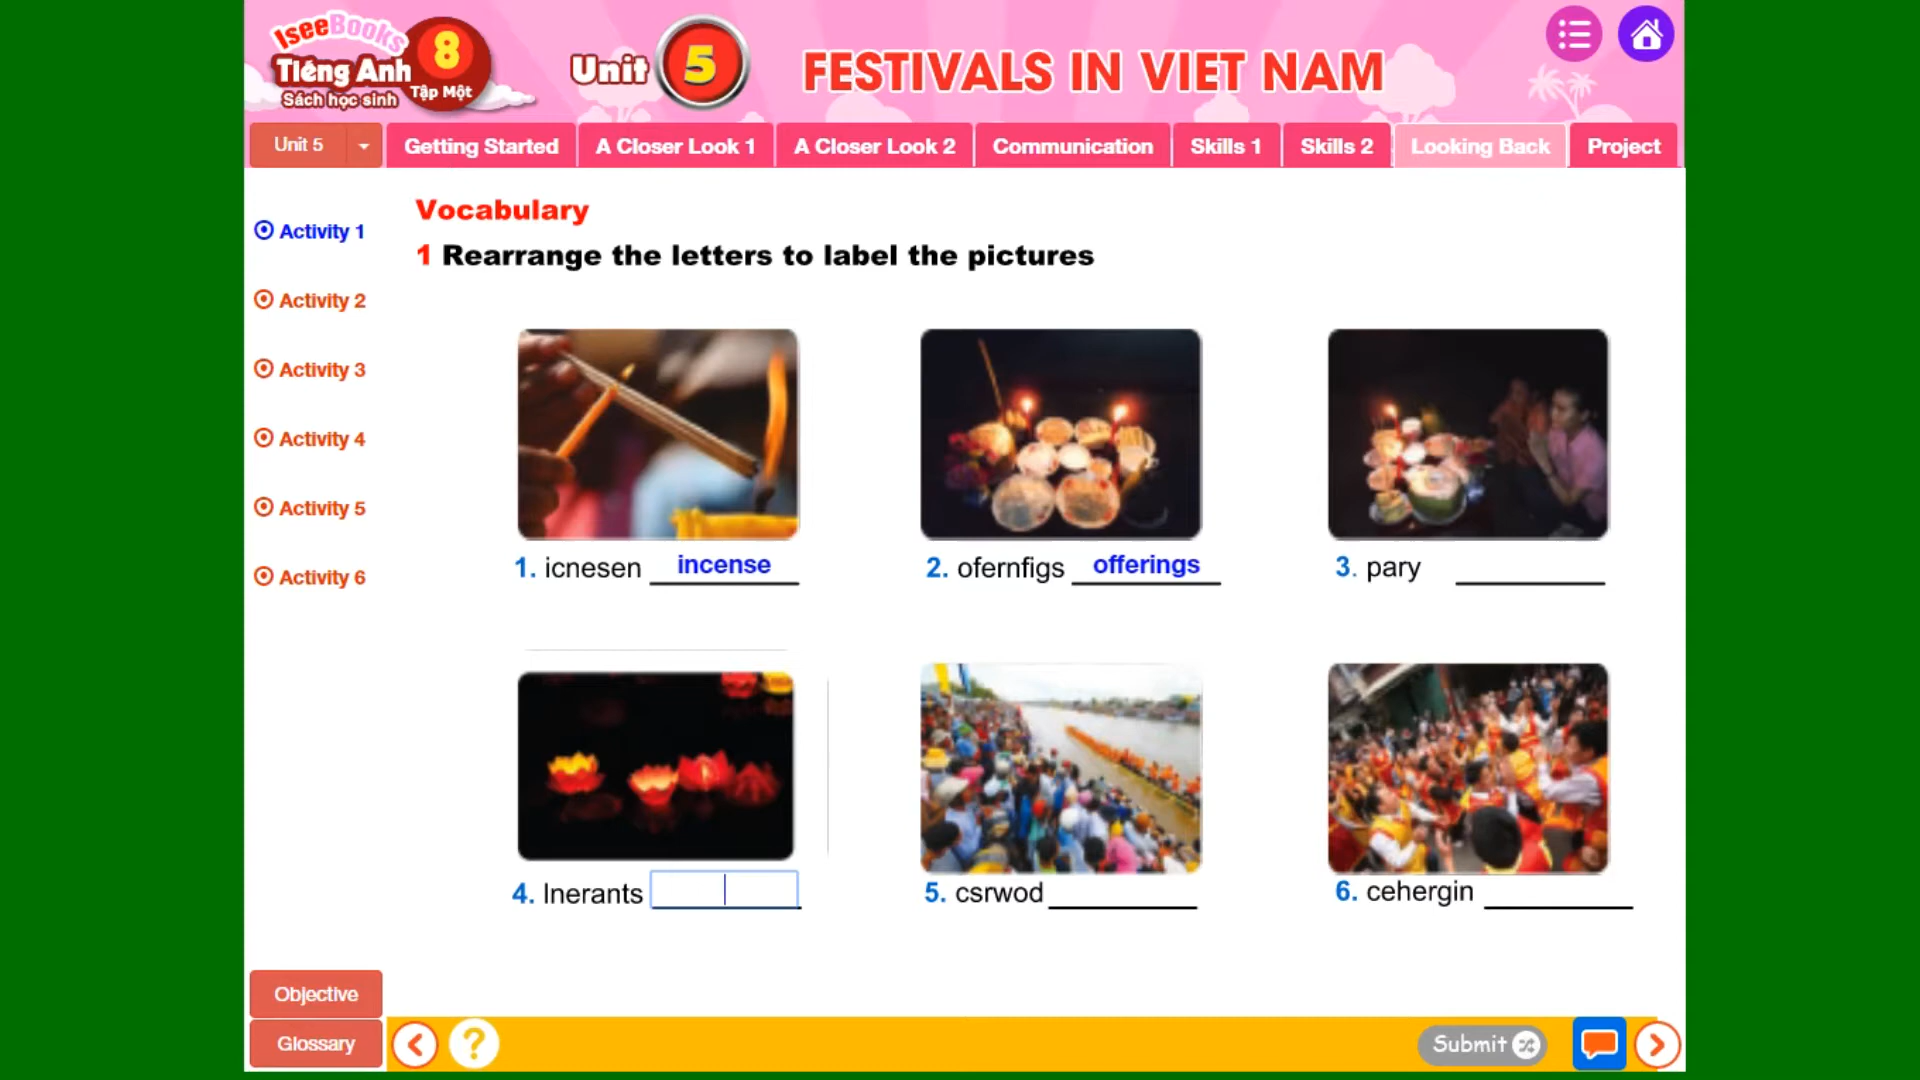 IseeBooks
Tiếng Anh 8
Sách học sinh Tập Một
Unit 5 FESTIVALS IN VIET NAM
Unit 5 Getting Started A Closer Look 1 A Closer Look 2 Communication Skills 1 Skills 2 Looking Back Project
Vocabulary
1 Rearrange the letters to label the pictures
Activity 1
Activity 2
Activity 3
Activity 4
Activity 5
Activity 6
1. icnesen incense
2. ofernfigs offerings
3. pary
4. lnerants
5. csrwod
6. cehergin
Objective
Glossary
?
Submit